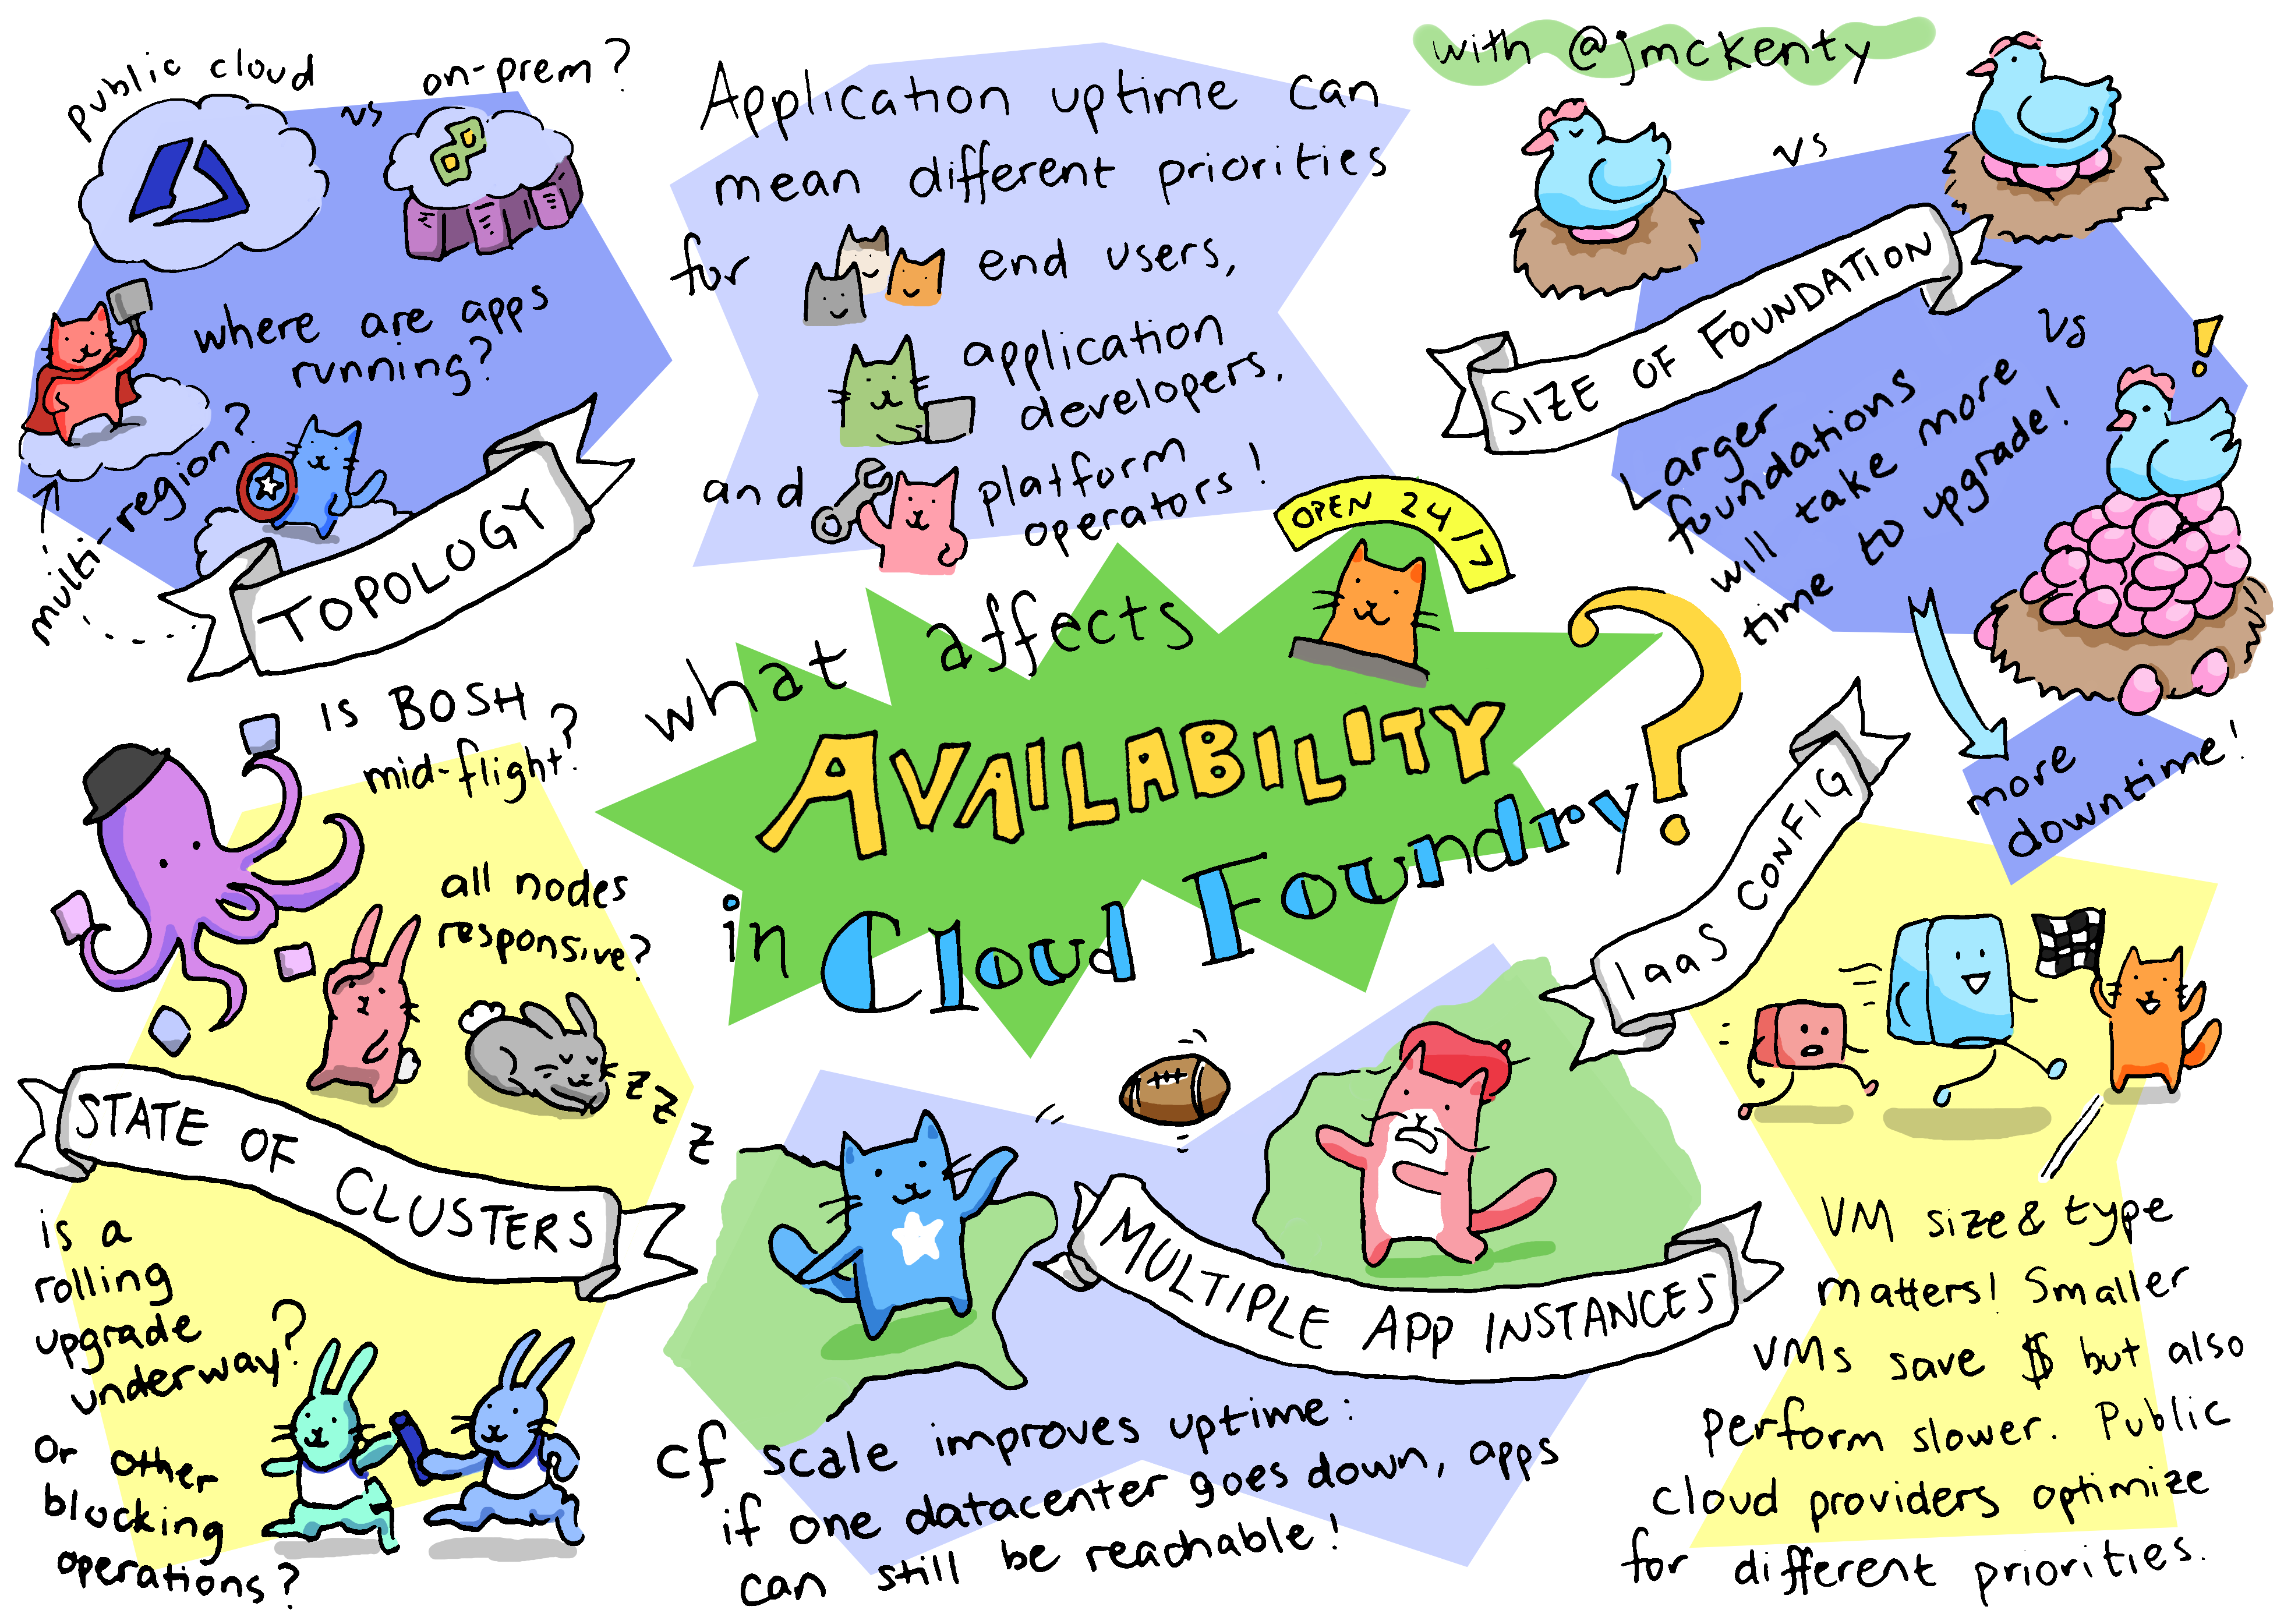 public cloud
vs
on-prem?
where are apps
running?
multi-region?
TOPOLOGY
Application uptime can
mean different priorities
for end users,
application
developers,
and platform
operators!
with @jmckenty
vs
SIZE OF FOUNDATION
vs
!
Larger
foundations
will take more
time to upgrade!
more
downtime!
OPEN 24/7
what affects
AVAILABILITY
in Cloud Foundry?
is BOSH
mid-flight?
all nodes
responsive?
z z z
STATE OF CLUSTERS
is a
rolling
upgrade
underway?
or other
blocking
operations?
MULTIPLE APP INSTANCES
cf scale improves uptime:
if one datacenter goes down, apps
can still be reachable!
IaaS CONFIG
VM size & type
matters! Smaller
VMs save $ but also
perform slower. Public
cloud providers optimize
for different priorities.